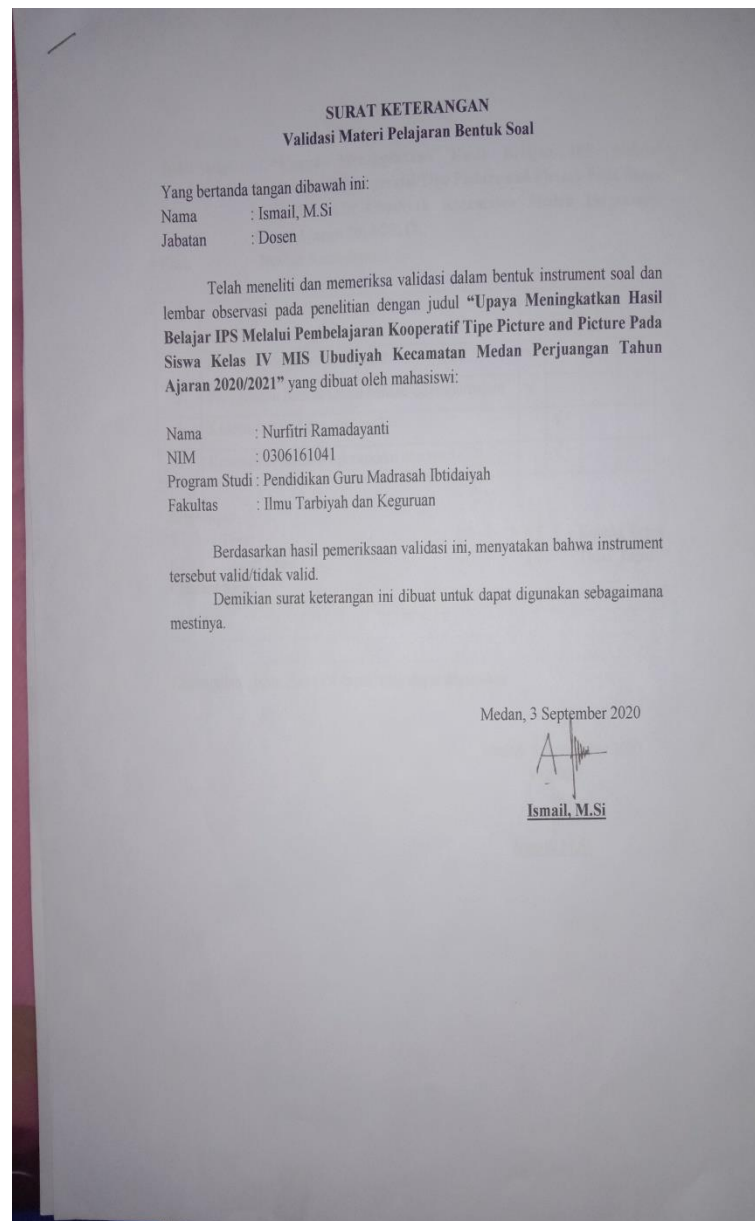 SURAT KETERANGAN
Validasi Materi Pelajaran Bentuk Soal
Yang bertanda tangan dibawah ini:
Nama : Ismail, M.Si
Jabatan : Dosen
Telah meneliti dan memeriksa validasi dalam bentuk instrument soal dan
lembar observasi pada penelitian dengan judul “Upaya Meningkatkan Hasil
Belajar IPS Melalui Pembelajaran Kooperatif Tipe Picture and Picture Pada
Siswa Kelas IV MIS Ubudiyah Kecamatan Medan Perjuangan Tahun
Ajaran 2020/2021” yang dibuat oleh mahasiswi:
Nama : Nurfitri Ramadayanti
NIM : 0306161041
Program Studi : Pendidikan Guru Madrasah Ibtidaiyah
Fakultas : Ilmu Tarbiyah dan Keguruan
Berdasarkan hasil pemeriksaan validasi ini, menyatakan bahwa instrument
tersebut valid/tidak valid.
Demikian surat keterangan ini dibuat untuk dapat digunakan sebagaimana
mestinya.
Medan, 3 September 2020
Ismail, M.Si